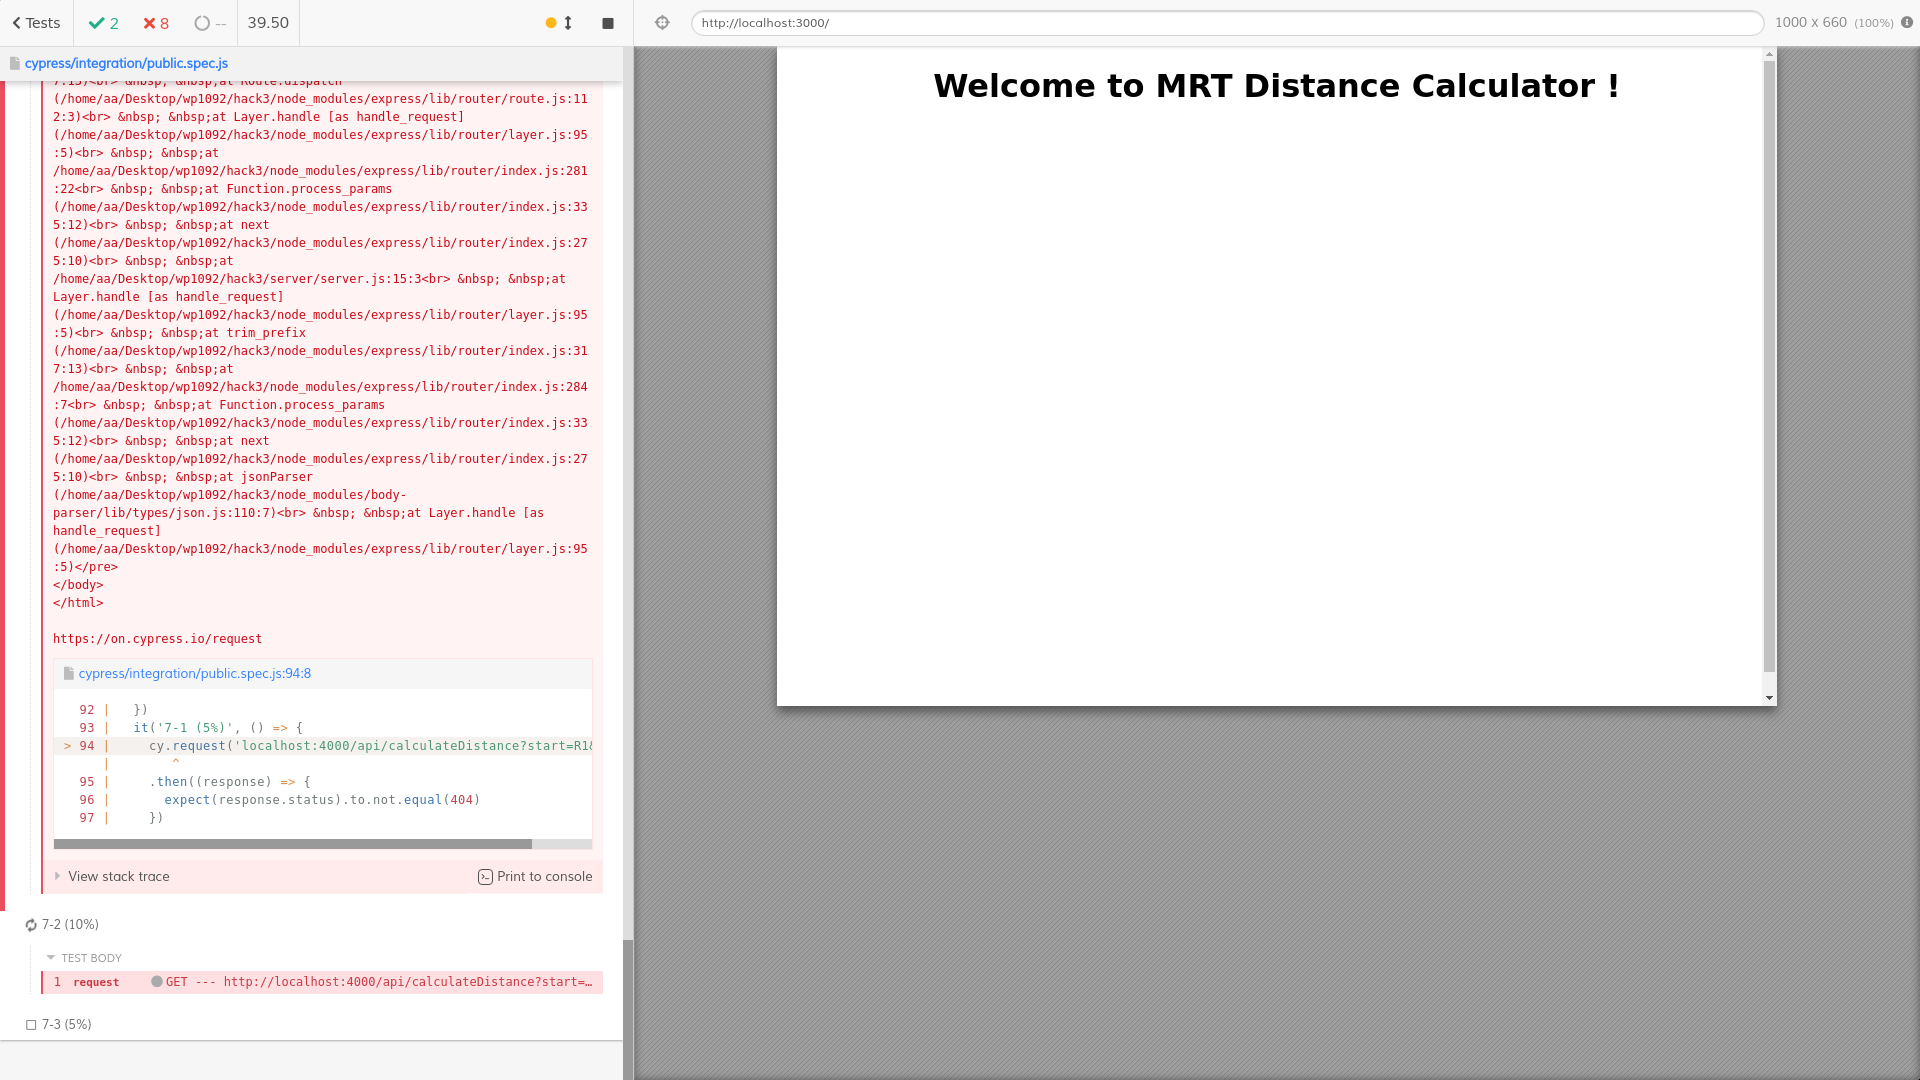 Tests
2
8
--
39.50
http://localhost:3000/
1000 x 660 (100%)
cypress/integration/public.spec.js
7:13)<br> &nbsp; &nbsp;at Route.dispatch
(/home/aa/Desktop/wp1092/hack3/node_modules/express/lib/router/route.js:11
2:3)<br> &nbsp; &nbsp;at Layer.handle [as handle_request]
(/home/aa/Desktop/wp1092/hack3/node_modules/express/lib/router/layer.js:95
:5)<br> &nbsp; &nbsp;at
/home/aa/Desktop/wp1092/hack3/node_modules/express/lib/router/index.js:281
:22<br> &nbsp; &nbsp;at Function.process_params
(/home/aa/Desktop/wp1092/hack3/node_modules/express/lib/router/index.js:33
5:12)<br> &nbsp; &nbsp;at next
(/home/aa/Desktop/wp1092/hack3/node_modules/express/lib/router/index.js:27
5:10)<br> &nbsp; &nbsp;at
/home/aa/Desktop/wp1092/hack3/server/server.js:15:3<br> &nbsp; &nbsp;at
Layer.handle [as handle_request]
(/home/aa/Desktop/wp1092/hack3/node_modules/express/lib/router/layer.js:95
:5)<br> &nbsp; &nbsp;at trim_prefix
(/home/aa/Desktop/wp1092/hack3/node_modules/express/lib/router/index.js:31
7:13)<br> &nbsp; &nbsp;at
/home/aa/Desktop/wp1092/hack3/node_modules/express/lib/router/index.js:284
:7<br> &nbsp; &nbsp;at Function.process_params
(/home/aa/Desktop/wp1092/hack3/node_modules/express/lib/router/index.js:33
5:12)<br> &nbsp; &nbsp;at next
(/home/aa/Desktop/wp1092/hack3/node_modules/express/lib/router/index.js:27
5:10)<br> &nbsp; &nbsp;at jsonParser
(/home/aa/Desktop/wp1092/hack3/node_modules/body-
parser/lib/types/json.js:110:7)<br> &nbsp; &nbsp;at Layer.handle [as
handle_request]
(/home/aa/Desktop/wp1092/hack3/node_modules/express/lib/router/layer.js:95
:5)</pre>
</body>
</html>
https://on.cypress.io/request
cypress/integration/public.spec.js:94:8
92 |   })
93 |   it('7-1 (5%)', () => {
> 94 |     cy.request('localhost:4000/api/calculateDistance?start=R1&
|        ^
95 |     .then((response) => {
96 |       expect(response.status).to.not.equal(404)
97 |     })
View stack trace
Print to console
7-2 (10%)
TEST BODY
1 request GET --- http://localhost:4000/api/calculateDistance?start=…
7-3 (5%)
Welcome to MRT Distance Calculator !